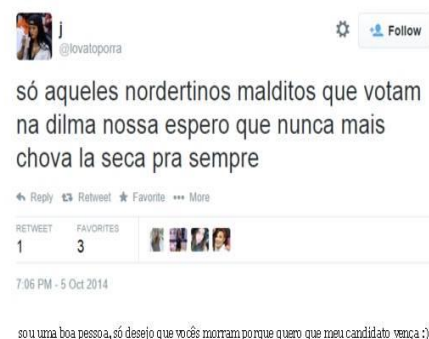 j
@lovatoporra
Follow
só aqueles nordertinos malditos que votam
na dilma nossa espero que nunca mais
chova la seca pra sempre
Reply Retweet Favorite More
RETWEET FAVORITES
1 3
7:06 PM - 5 Oct 2014
sou uma boa pessoa, só desejo que vocês morram porque quero que meu candidato vença :)